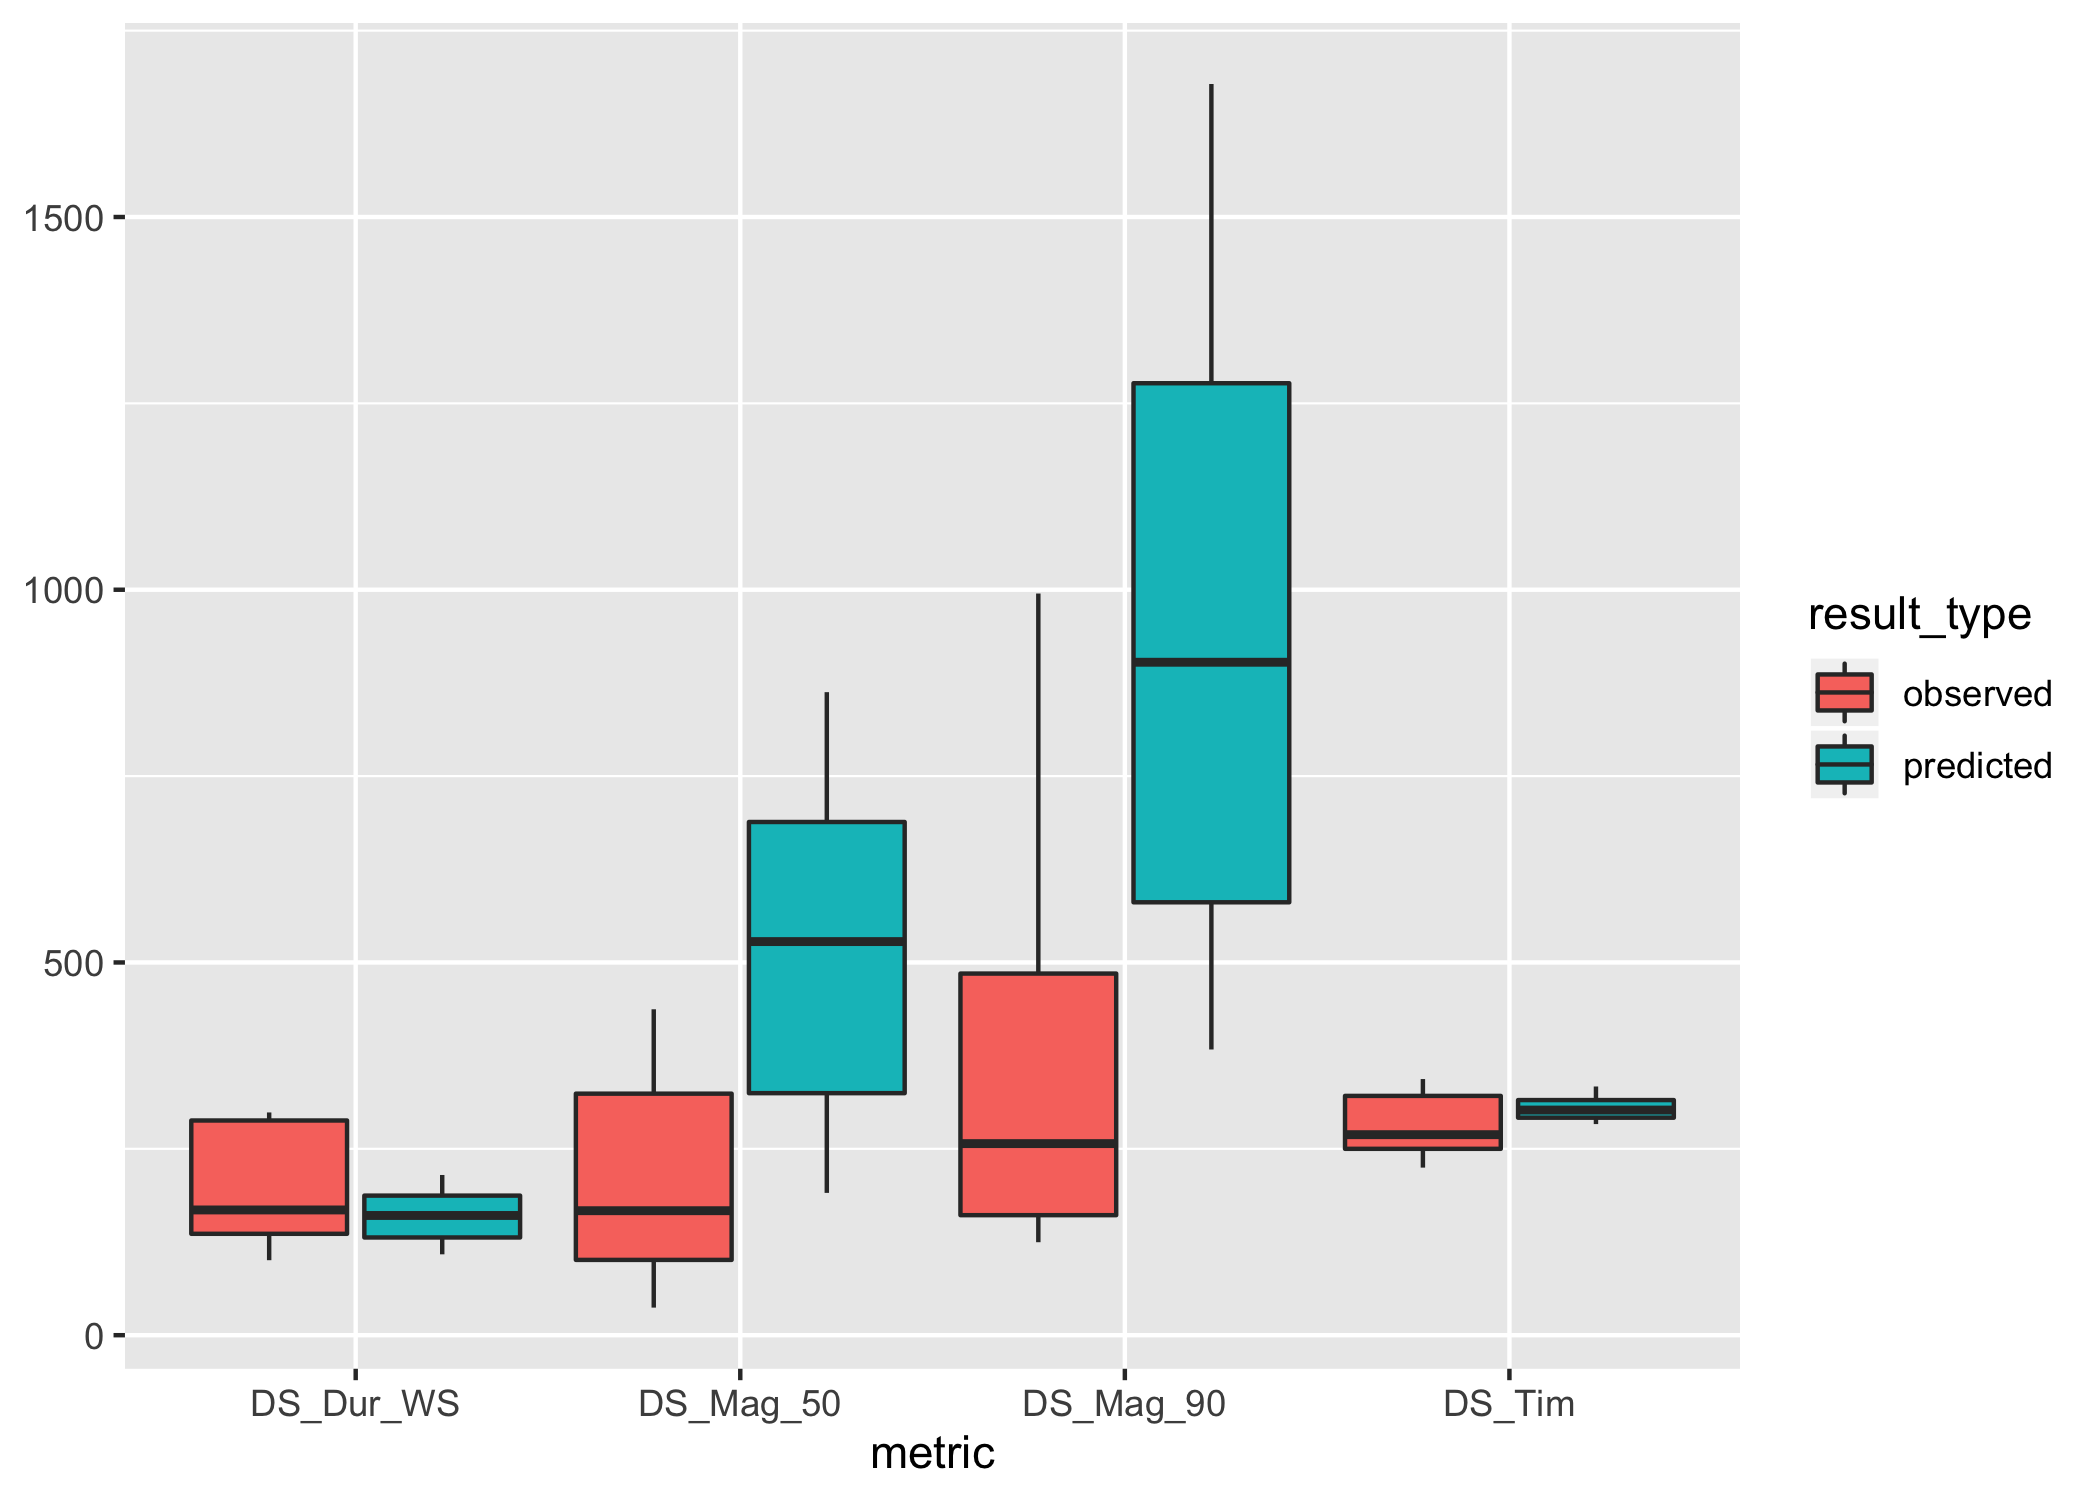 1500
1000
500
0
DS_Dur_WS
DS_Mag_50
DS_Mag_90
DS_Tim
metric
result_type
observed
predicted